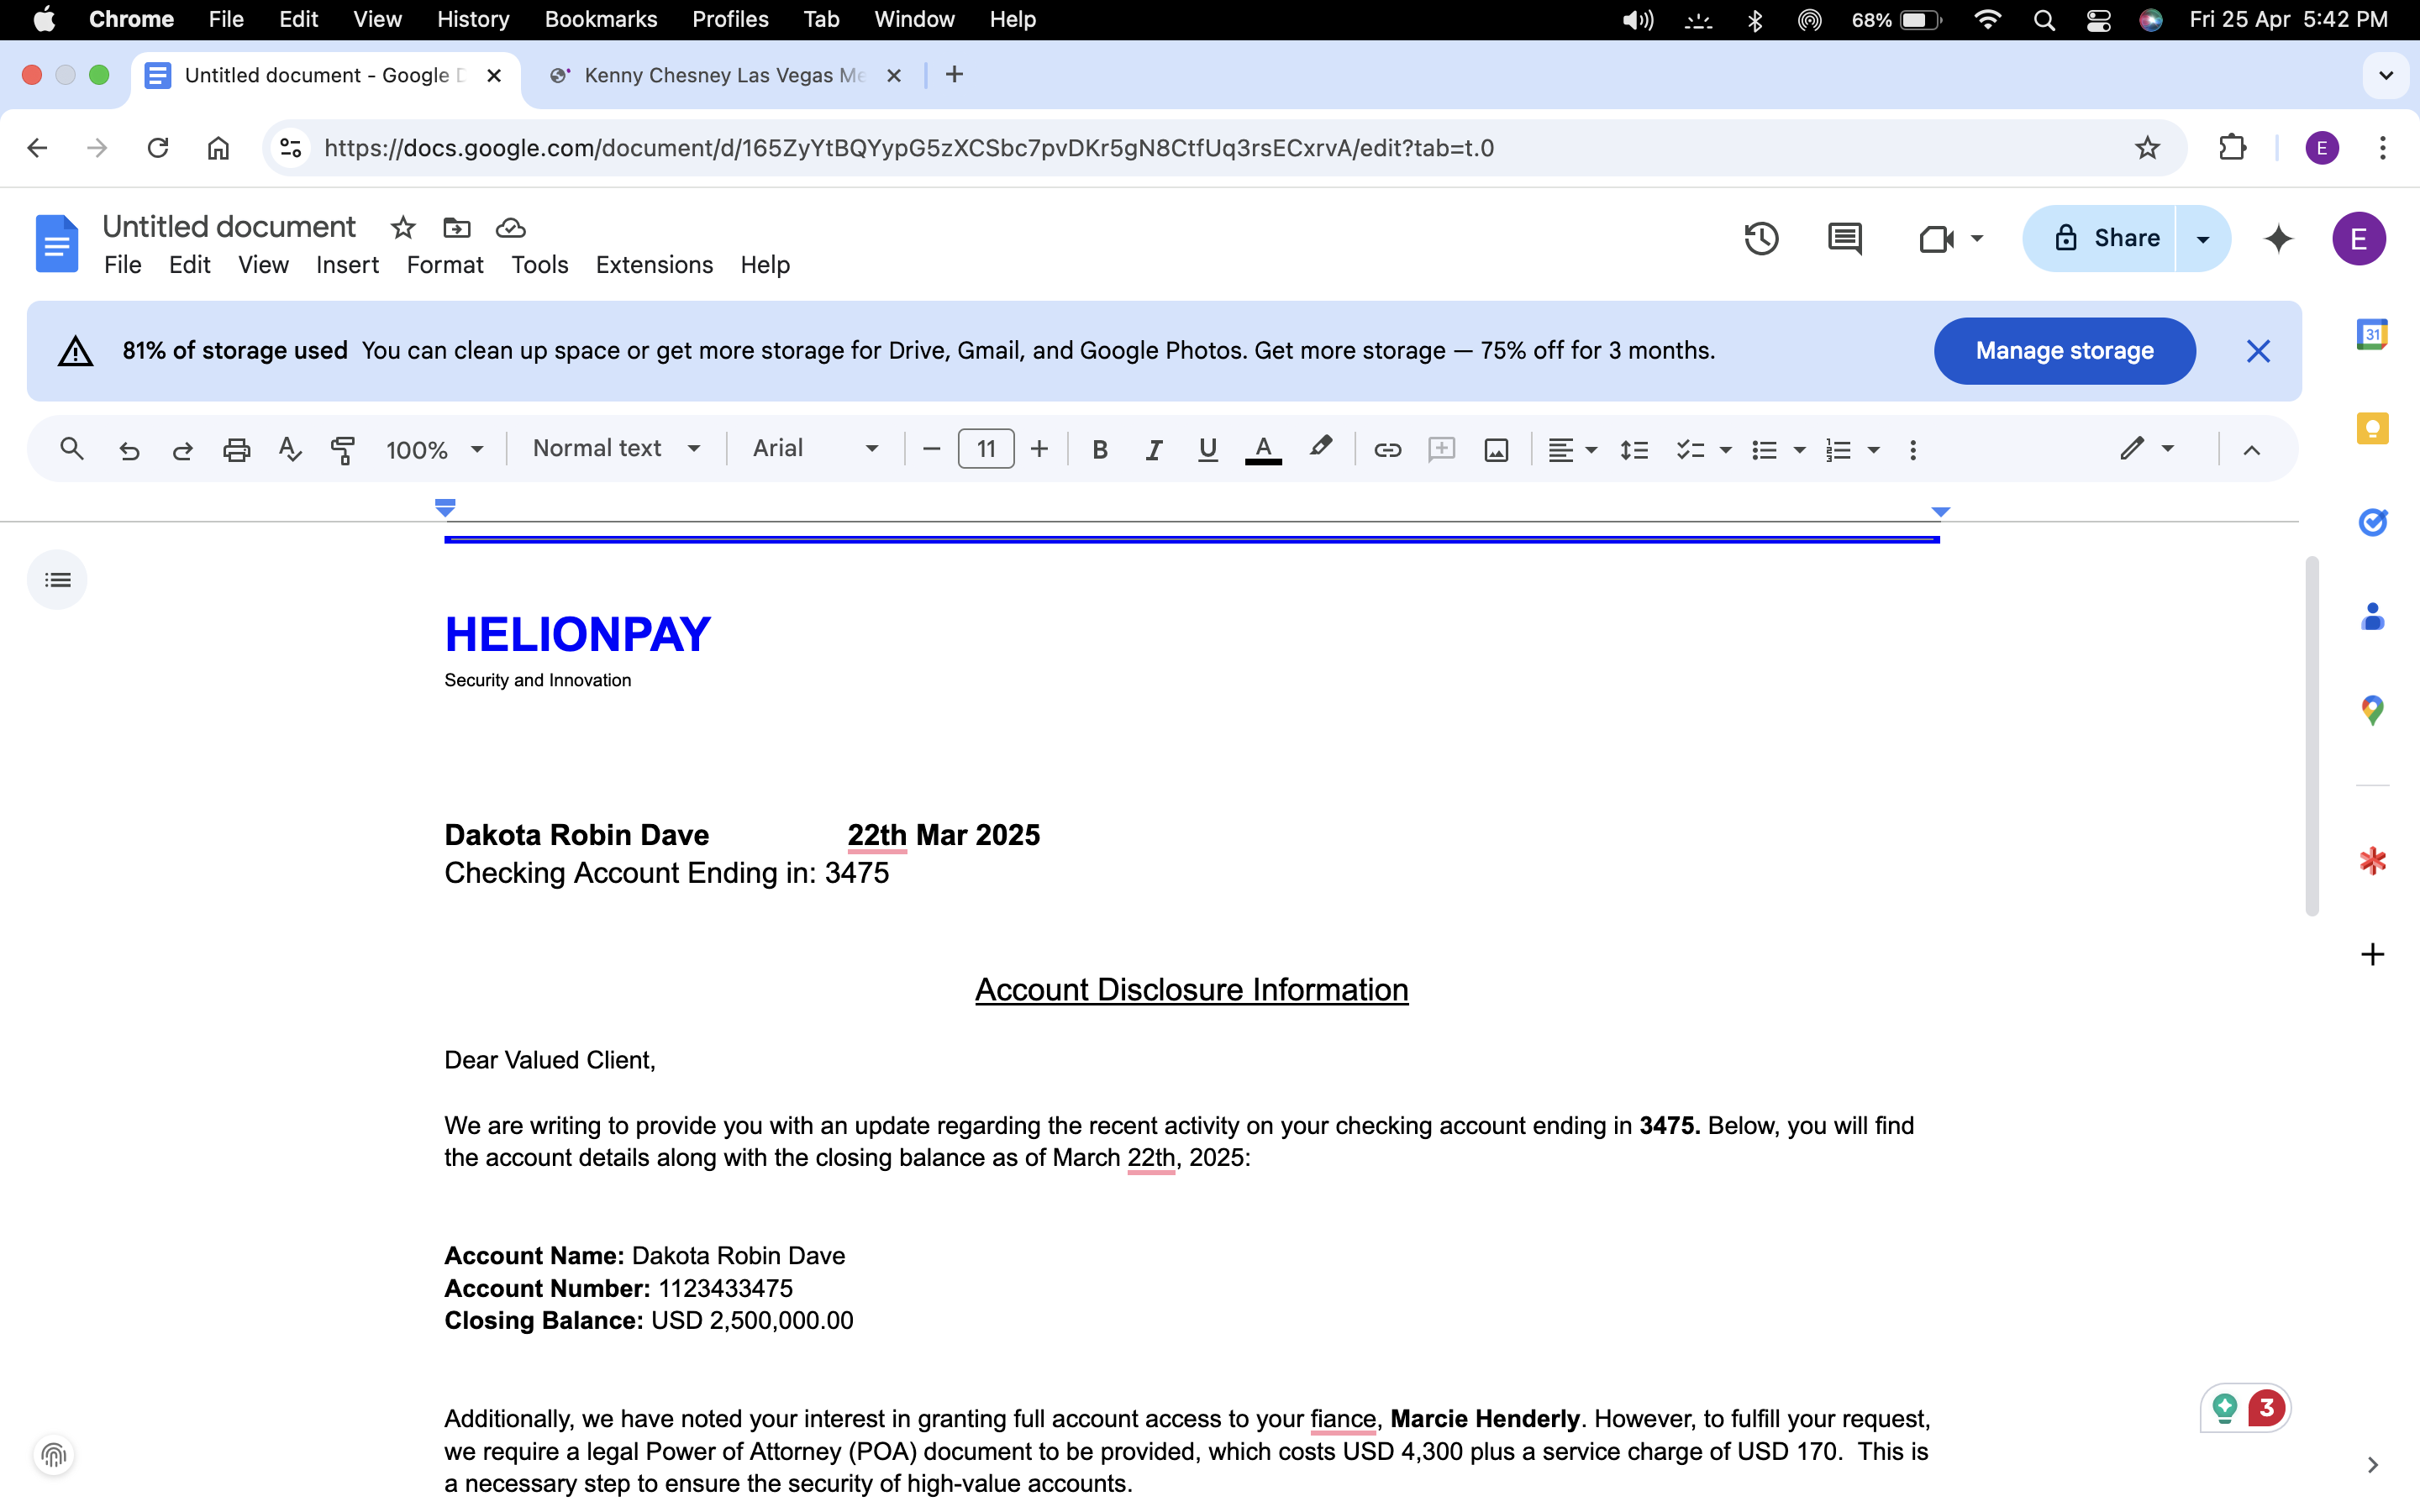 Chrome File Edit View History Bookmarks Profiles Tab Window Help 68% Fri 25 Apr 5:42 PM
Untitled document - Google Kenny Chesney Las Vegas
https://docs.google.com/document/d/165ZyYtBQYypG5zXCSbc7pvDKr5gN8CtfUq3rsECxrvA/edit?tab=t.0 E
Untitled document
File Edit View Insert Format Tools Extensions Help
Share E
81% of storage used You can clean up space or get more storage for Drive, Gmail, and Google Photos. Get more storage — 75% off for 3 months. Manage storage
31
100% Normal text Arial 11 B I U A
HELIONPAY
Security and Innovation
Dakota Robin Dave 22th Mar 2025
Checking Account Ending in: 3475
Account Disclosure Information
Dear Valued Client,
We are writing to provide you with an update regarding the recent activity on your checking account ending in 3475. Below, you will find
the account details along with the closing balance as of March 22th, 2025:
Account Name: Dakota Robin Dave
Account Number: 1123433475
Closing Balance: USD 2,500,000.00
Additionally, we have noted your interest in granting full account access to your fiance, Marcie Henderly. However, to fulfill your request,
we require a legal Power of Attorney (POA) document to be provided, which costs USD 4,300 plus a service charge of USD 170. This is
a necessary step to ensure the security of high-value accounts.
3